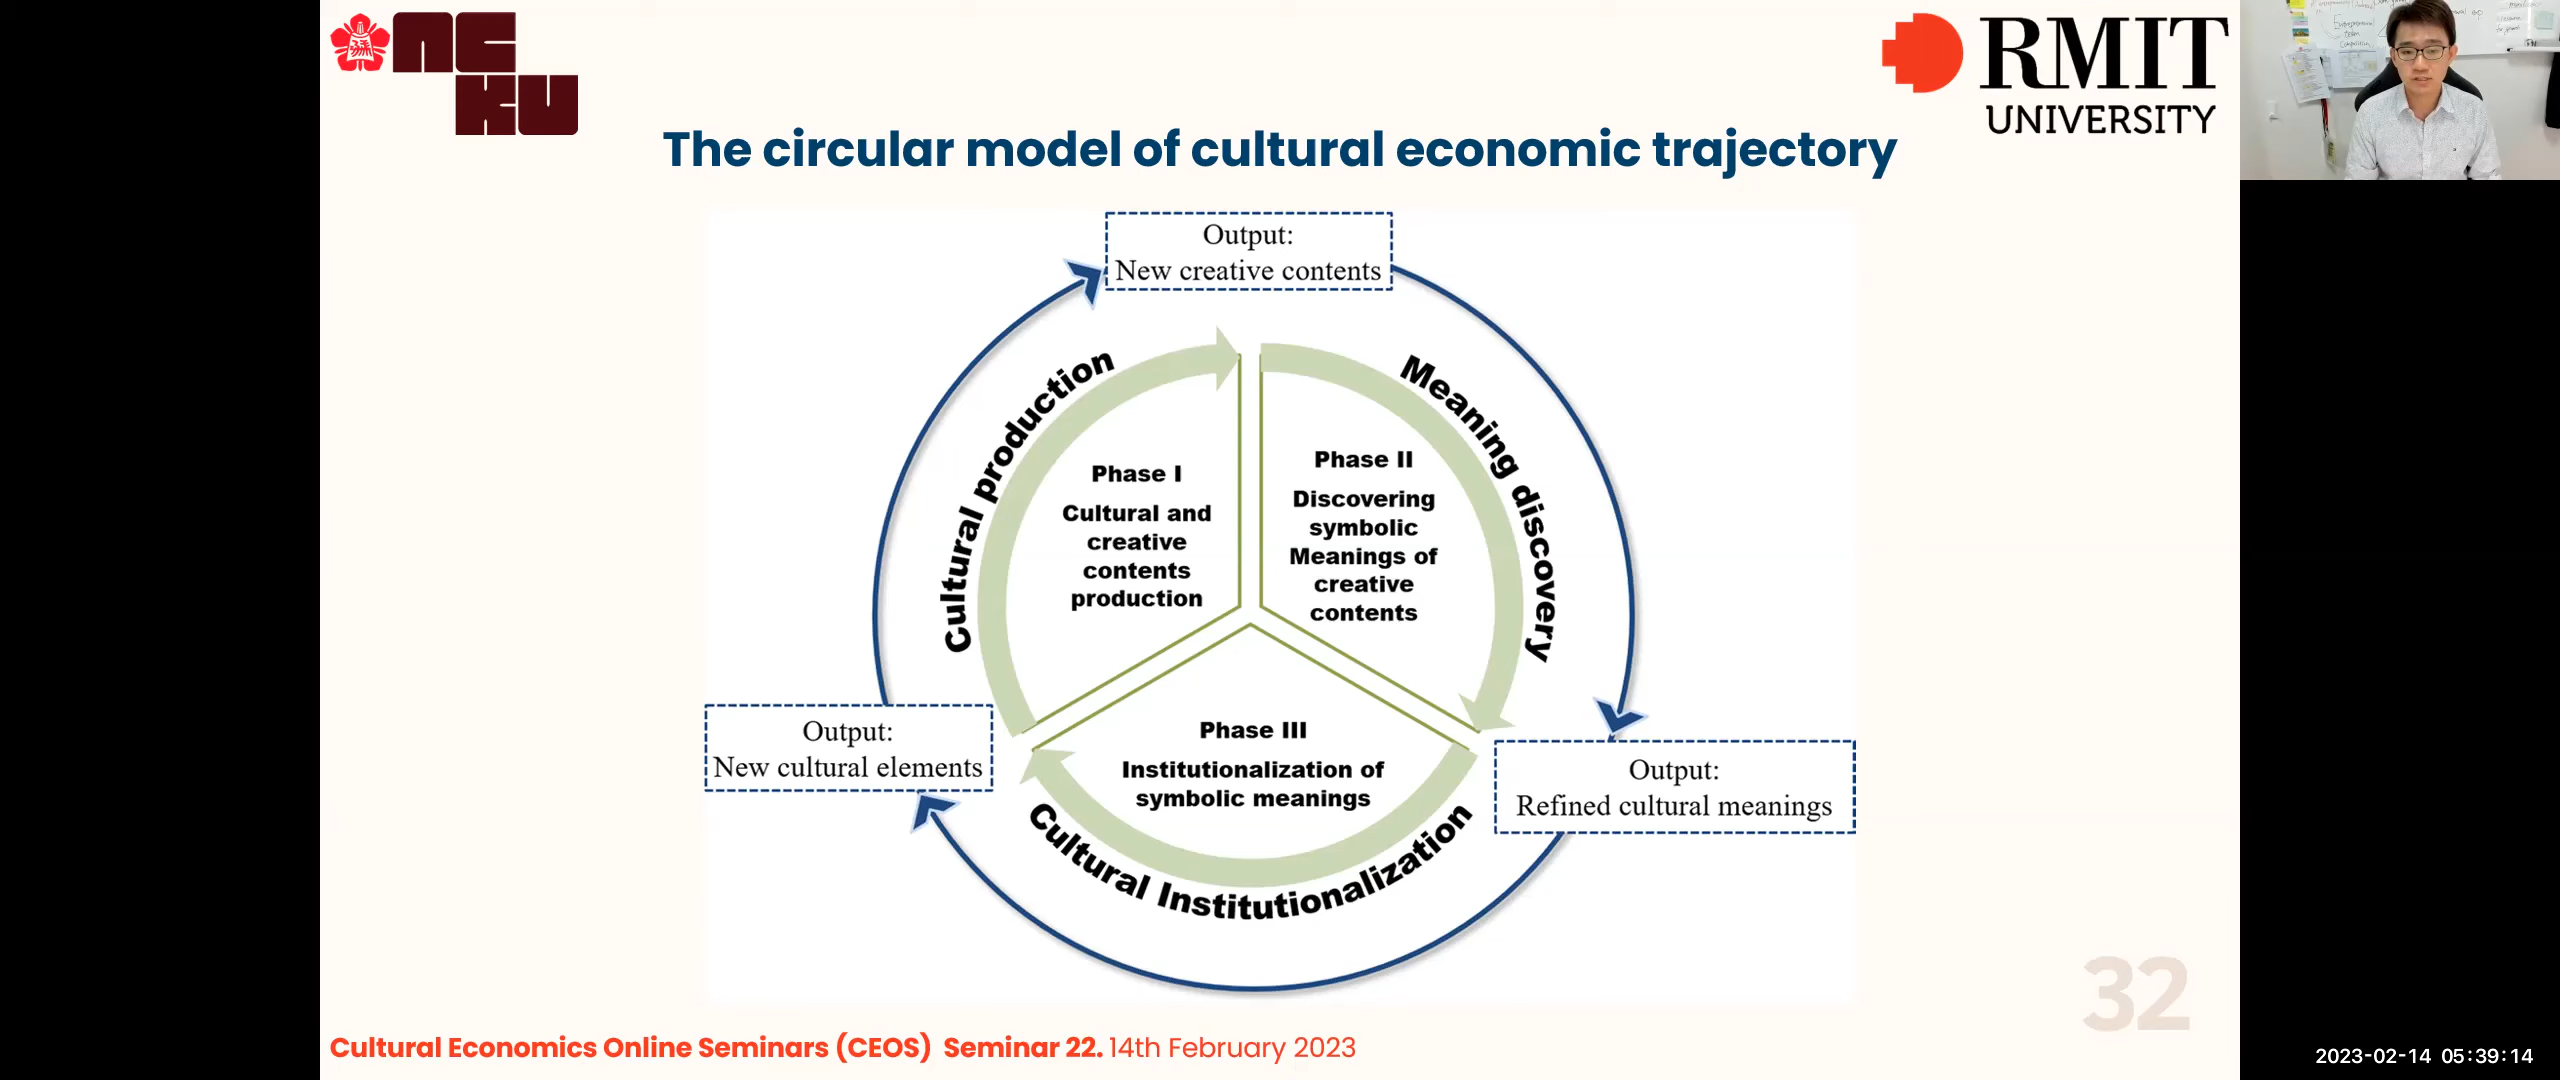 NCKU
RMIT
UNIVERSITY
The circular model of cultural economic trajectory
Output:
New creative contents
Cultural production
Meaning discovery
Phase I
Cultural and
creative
contents
production
Phase II
Discovering
symbolic
Meanings of
creative
contents
Output:
New cultural elements
Phase III
Institutionalization of
symbolic meanings
Cultural Institutionalization
Output:
Refined cultural meanings
32
Cultural Economics Online Seminars (CEOS) Seminar 22. 14th February 2023
2023-02-14 05:39:14
Entrepreneurial
team